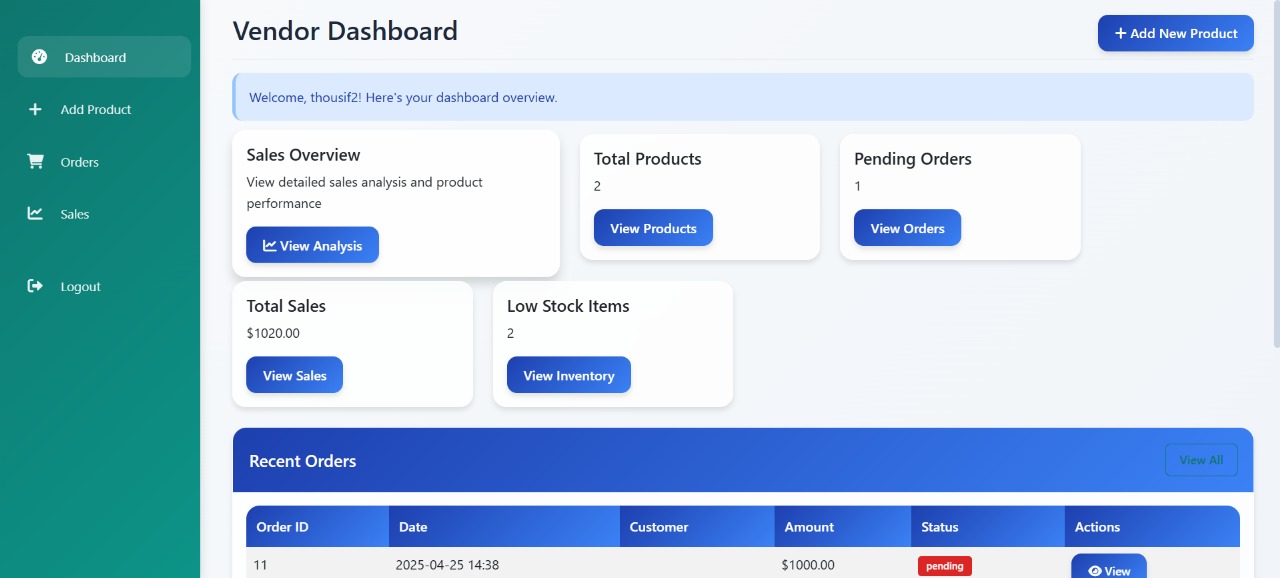 Vendor Dashboard
+ Add New Product
Dashboard
Add Product
Orders
Sales
Logout
Welcome, thousif2! Here's your dashboard overview.
Sales Overview
View detailed sales analysis and product
performance
View Analysis
Total Products
2
View Products
Pending Orders
1
View Orders
Total Sales
$1020.00
View Sales
Low Stock Items
2
View Inventory
Recent Orders
View All
Order ID Date Customer Amount Status Actions
11 2025-04-25 14:38 $1000.00 pending View